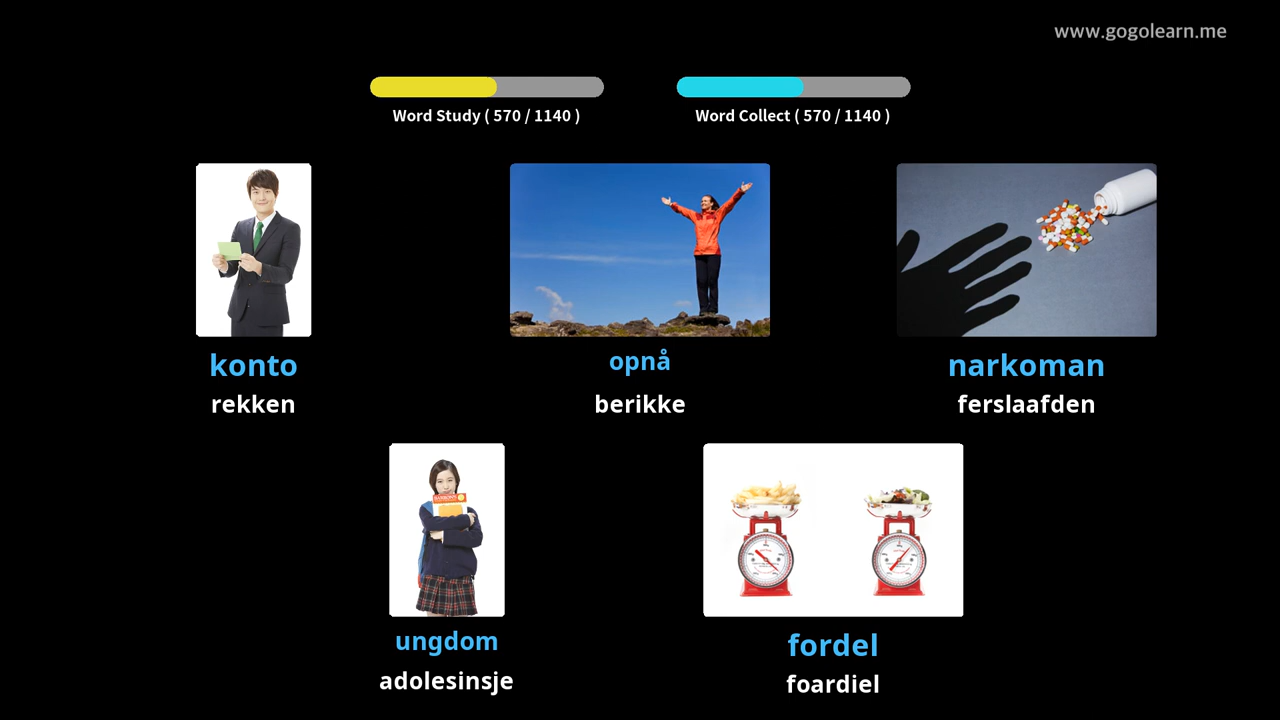 www.gogolearn.me
Word Study ( 570 / 1140 )
Word Collect ( 570 / 1140 )
konto
rekken
opnå
berikke
narkoman
ferslaafden
ungdom
adolesinsje
fordel
foardiel